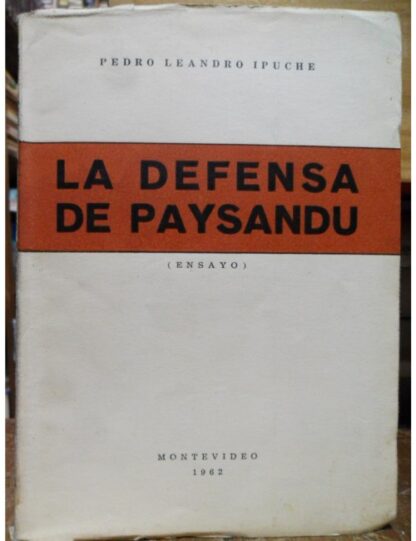 PEDRO LEANDRO IPUCHE
LA DEFENSA
DE PAYSANDU
(ENSAYO)
MONTEVIDEO
1962